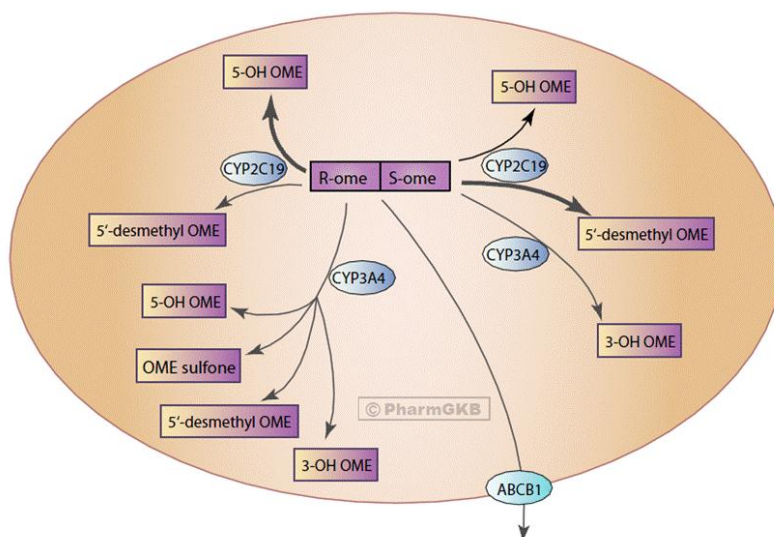 5-OH OME
5-OH OME
CYP2C19
R-ome
S-ome
CYP2C19
5'-desmethyl OME
5'-desmethyl OME
CYP3A4
CYP3A4
5-OH OME
3-OH OME
OME sulfone
5'-desmethyl OME
© PharmGKB
3-OH OME
ABCB1